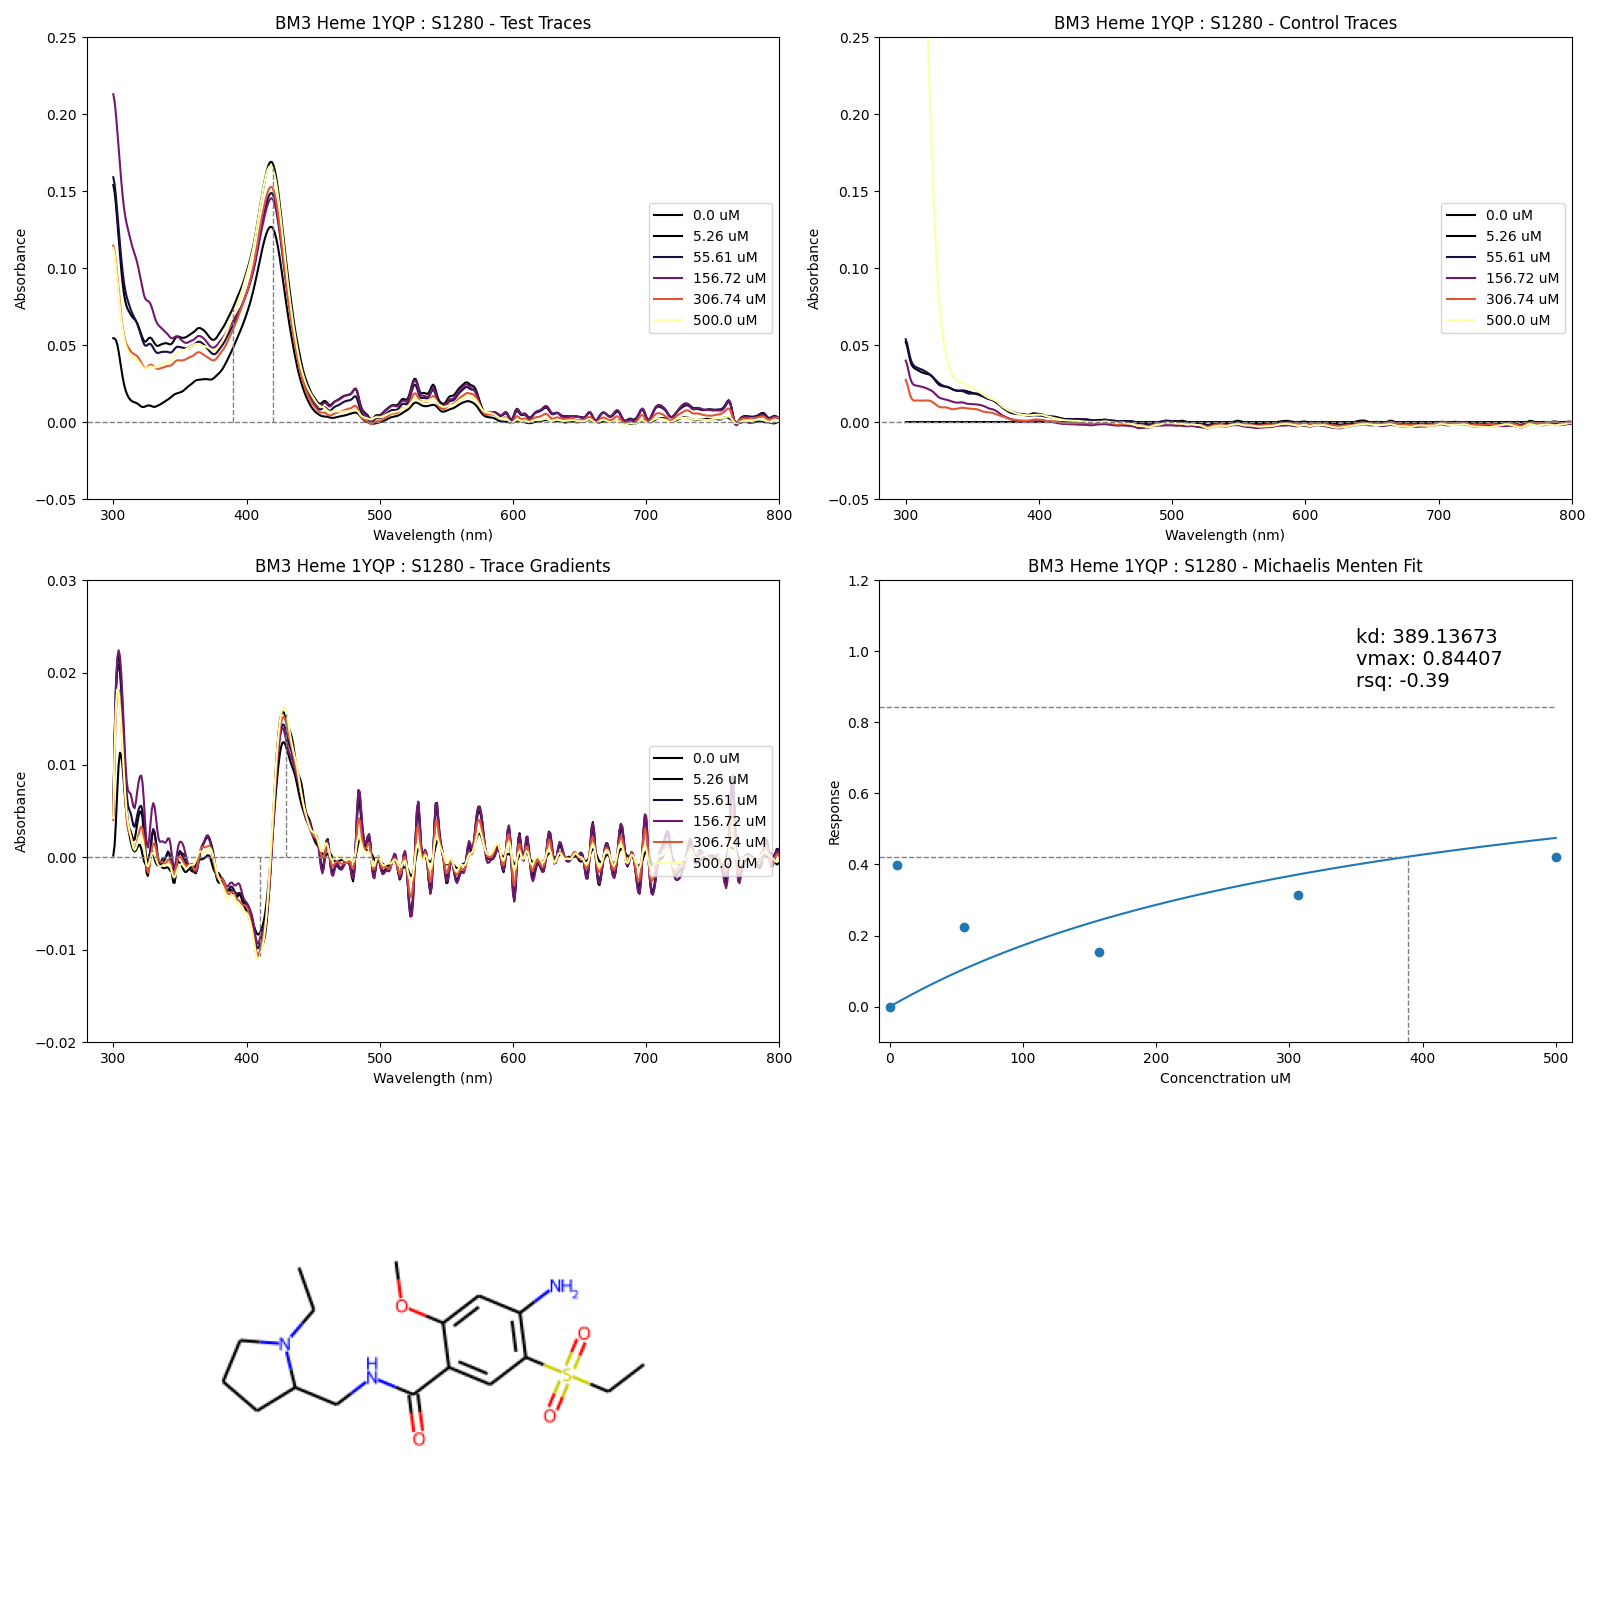 BM3 Heme 1YQP : S1280 - Test Traces
0.25
0.20
0.15
0.10
0.05
0.00
−0.05
Absorbance
300 400 500 600 700 800
Wavelength (nm)
0.0 uM
5.26 uM
55.61 uM
156.72 uM
306.74 uM
500.0 uM
BM3 Heme 1YQP : S1280 - Control Traces
0.25
0.20
0.15
0.10
0.05
0.00
−0.05
Absorbance
300 400 500 600 700 800
Wavelength (nm)
0.0 uM
5.26 uM
55.61 uM
156.72 uM
306.74 uM
500.0 uM
BM3 Heme 1YQP : S1280 - Trace Gradients
0.03
0.02
0.01
0.00
−0.01
−0.02
Absorbance
300 400 500 600 700 800
Wavelength (nm)
0.0 uM
5.26 uM
55.61 uM
156.72 uM
306.74 uM
500.0 uM
BM3 Heme 1YQP : S1280 - Michaelis Menten Fit
1.2
1.0
0.8
0.6
0.4
0.2
0.0
Response
kd: 389.13673
vmax: 0.84407
rsq: -0.39
0 100 200 300 400 500
Concenctration uM
NH2
O
O
N
H
N
S
O
O